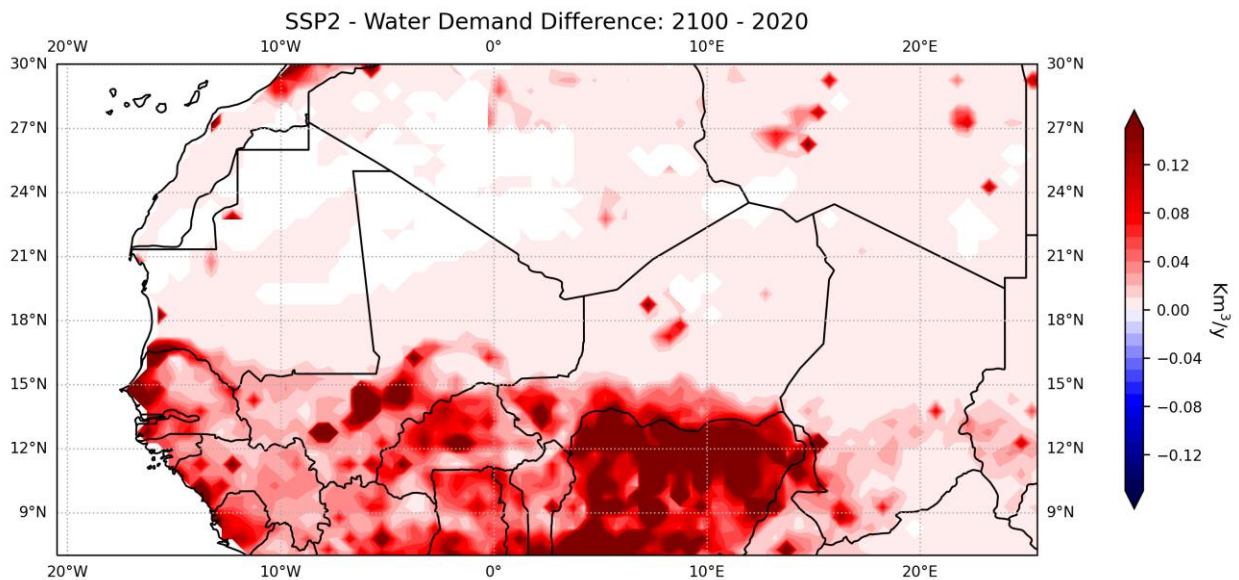 SSP2 - Water Demand Difference: 2100 - 2020
20°W 10°W 0° 10°E 20°E
30°N 30°N
27°N 27°N
24°N 24°N
21°N 21°N
18°N 18°N
15°N 15°N
12°N 12°N
9°N 9°N
20°W 10°W 0° 10°E 20°E
0.12
0.08
0.04
0.00
−0.04
−0.08
−0.12
Km³/y